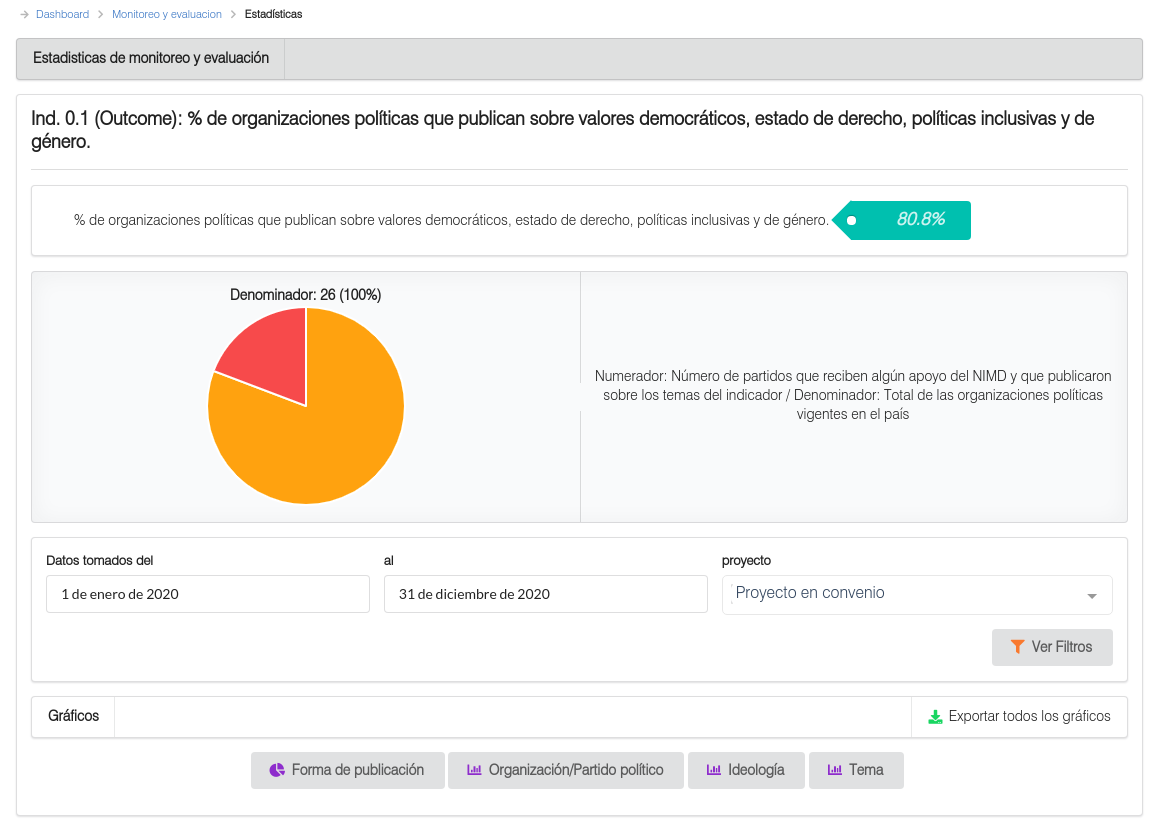 Dashboard Monitoreo y evaluacion Estadísticas
Estadisticas de monitoreo y evaluación
Ind. 0.1 (Outcome): % de organizaciones políticas que publican sobre valores democráticos, estado de derecho, políticas inclusivas y de
género.
% de organizaciones políticas que publican sobre valores democráticos, estado de derecho, políticas inclusivas y de género. 80.8%
Denominador: 26 (100%)
Numerador: Número de partidos que reciben algún apoyo del NIMD y que publicaron
sobre los temas del indicador / Denominador: Total de las organizaciones políticas
vigentes en el país
Datos tomados del al proyecto
1 de enero de 2020 31 de diciembre de 2020 Proyecto en convenio
Ver Filtros
Gráficos Exportar todos los gráficos
Forma de publicación Organización/Partido político Ideología Tema